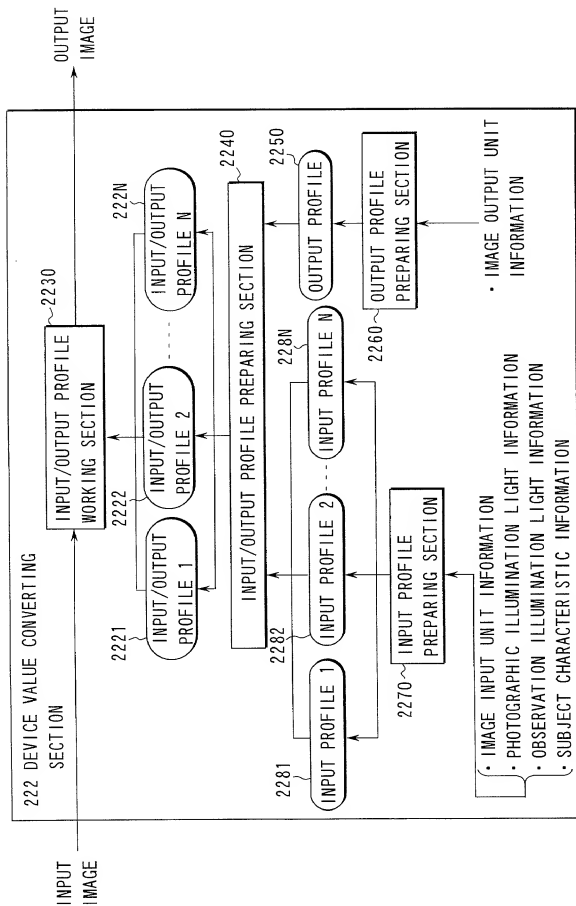 222 DEVICE VALUE CONVERTING
SECTION
INPUT
IMAGE
OUTPUT
IMAGE
2230
INPUT/OUTPUT PROFILE
WORKING SECTION
2221
INPUT/OUTPUT
PROFILE 1
2222
INPUT/OUTPUT
PROFILE 2
222N
INPUT/OUTPUT
PROFILE N
2240
INPUT/OUTPUT PROFILE PREPARING SECTION
2281
INPUT PROFILE 1
2282
INPUT PROFILE 2
228N
INPUT PROFILE N
2250
OUTPUT PROFILE
2270
INPUT PROFILE
PREPARING SECTION
2260
OUTPUT PROFILE
PREPARING SECTION
• IMAGE INPUT UNIT INFORMATION
• PHOTOGRAPHIC ILLUMINATION LIGHT INFORMATION
• OBSERVATION ILLUMINATION LIGHT INFORMATION
• SUBJECT CHARACTERISTIC INFORMATION
• IMAGE OUTPUT UNIT
INFORMATION